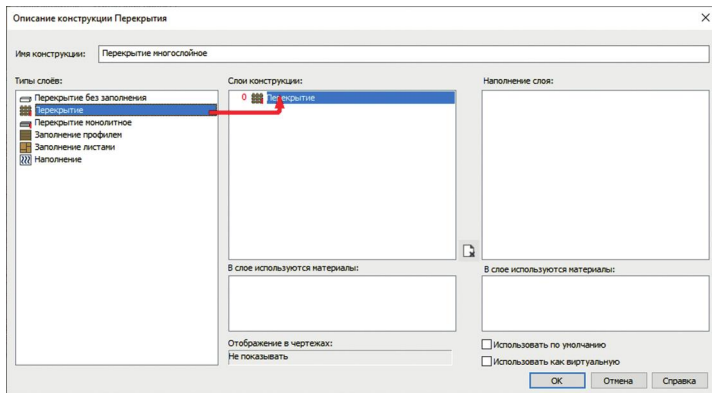 Описание конструкции Перекрытия
Имя конструкции: Перекрытие многослойное
Типы слоёв:
Перекрытие без заполнения
Перекрытие
Перекрытие монолитное
Заполнение профилем
Заполнение листами
Наполнение
Слои конструкции:
0 Перекрытие
Наполнение слоя:
В слое используются материалы:
В слое используются материалы:
Отображение в чертежах:
Не показывать
Использовать по умолчанию
Использовать как виртуальную
ОК Отмена Справка